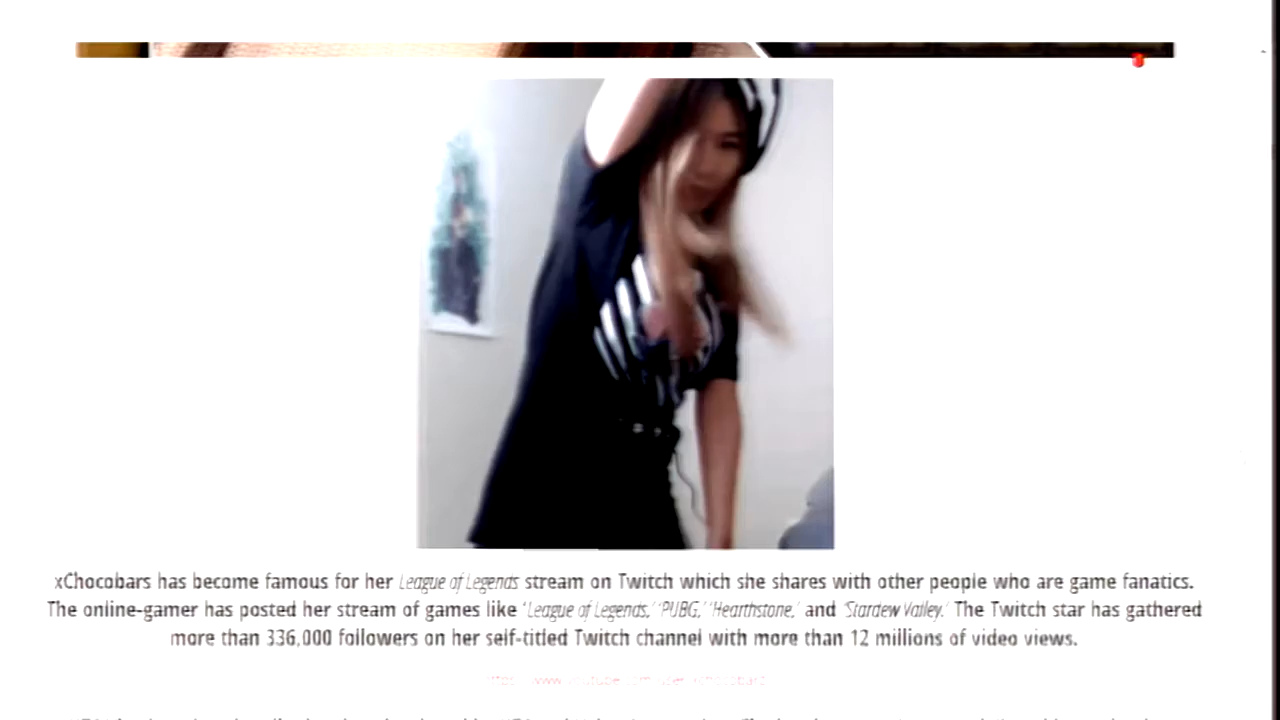 xChocobars has become famous for her League of Legends stream on Twitch which she shares with other people who are game fanatics.
The online-gamer has posted her stream of games like 'League of Legends,' 'PUBG,' 'Hearthstone,' and 'Stardew Valley.' The Twitch star has gathered
more than 336,000 followers on her self-titled Twitch channel with more than 12 millions of video views.